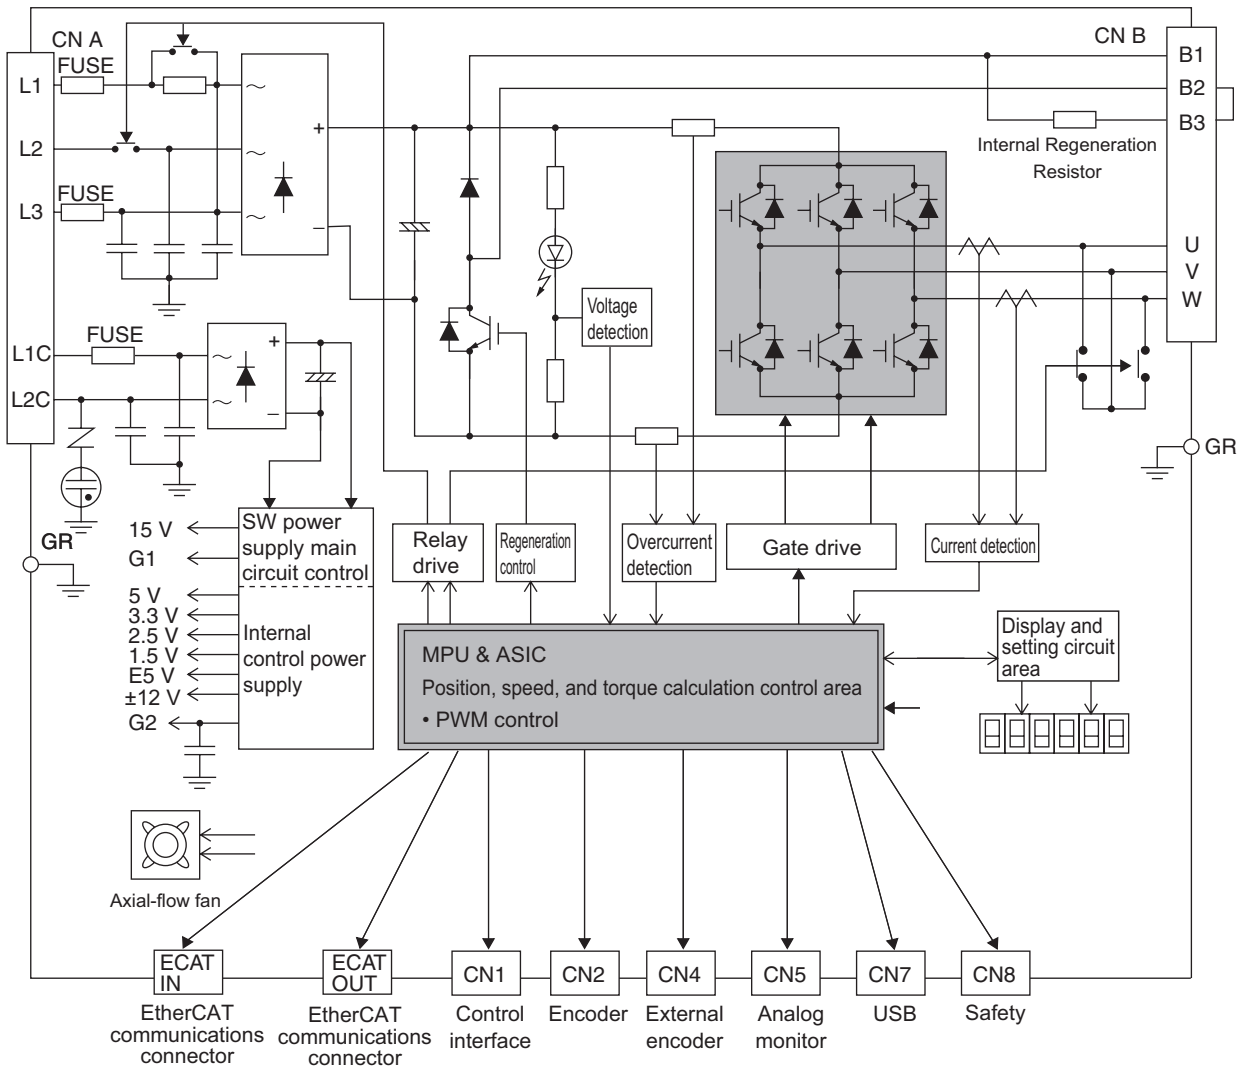 CN A
CN B
FUSE
L1
B1
B2
B3
Internal Regeneration
Resistor
L2
FUSE
L3
+
−
U
V
W
Voltage
detection
FUSE
L1C
L2C
+
−
GR
GR
15 V
G1
5 V
3.3 V
2.5 V
1.5 V
E5 V
±12 V
G2
SW power
supply main
circuit control
Internal
control power
supply
Relay
drive
Regeneration
control
Overcurrent
detection
Gate drive
Current detection
MPU & ASIC
Position, speed, and torque calculation control area
• PWM control
Display and
setting circuit
area
Axial-flow fan
ECAT
IN
ECAT
OUT
CN1
CN2
CN4
CN5
CN7
CN8
EtherCAT
communications
connector
EtherCAT
communications
connector
Control
interface
Encoder
External
encoder
Analog
monitor
USB
Safety